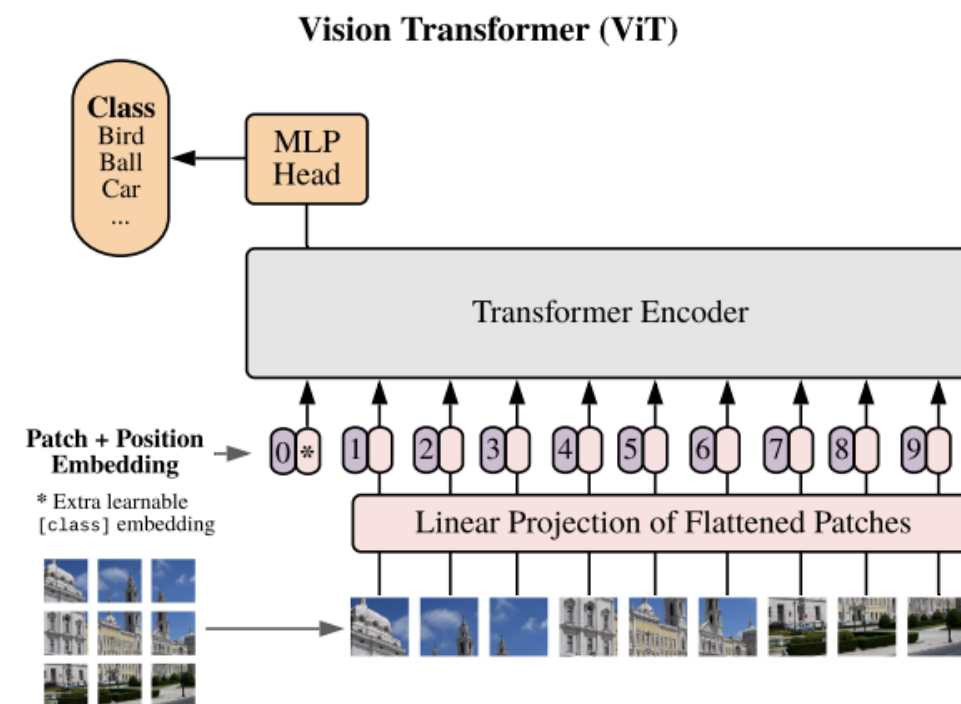 Vision Transformer (ViT)
Class
Bird
Ball
Car
...
MLP
Head
Transformer Encoder
Patch + Position
Embedding
0 * 1 2 3 4 5 6 7 8 9
* Extra learnable
[class] embedding
Linear Projection of Flattened Patches